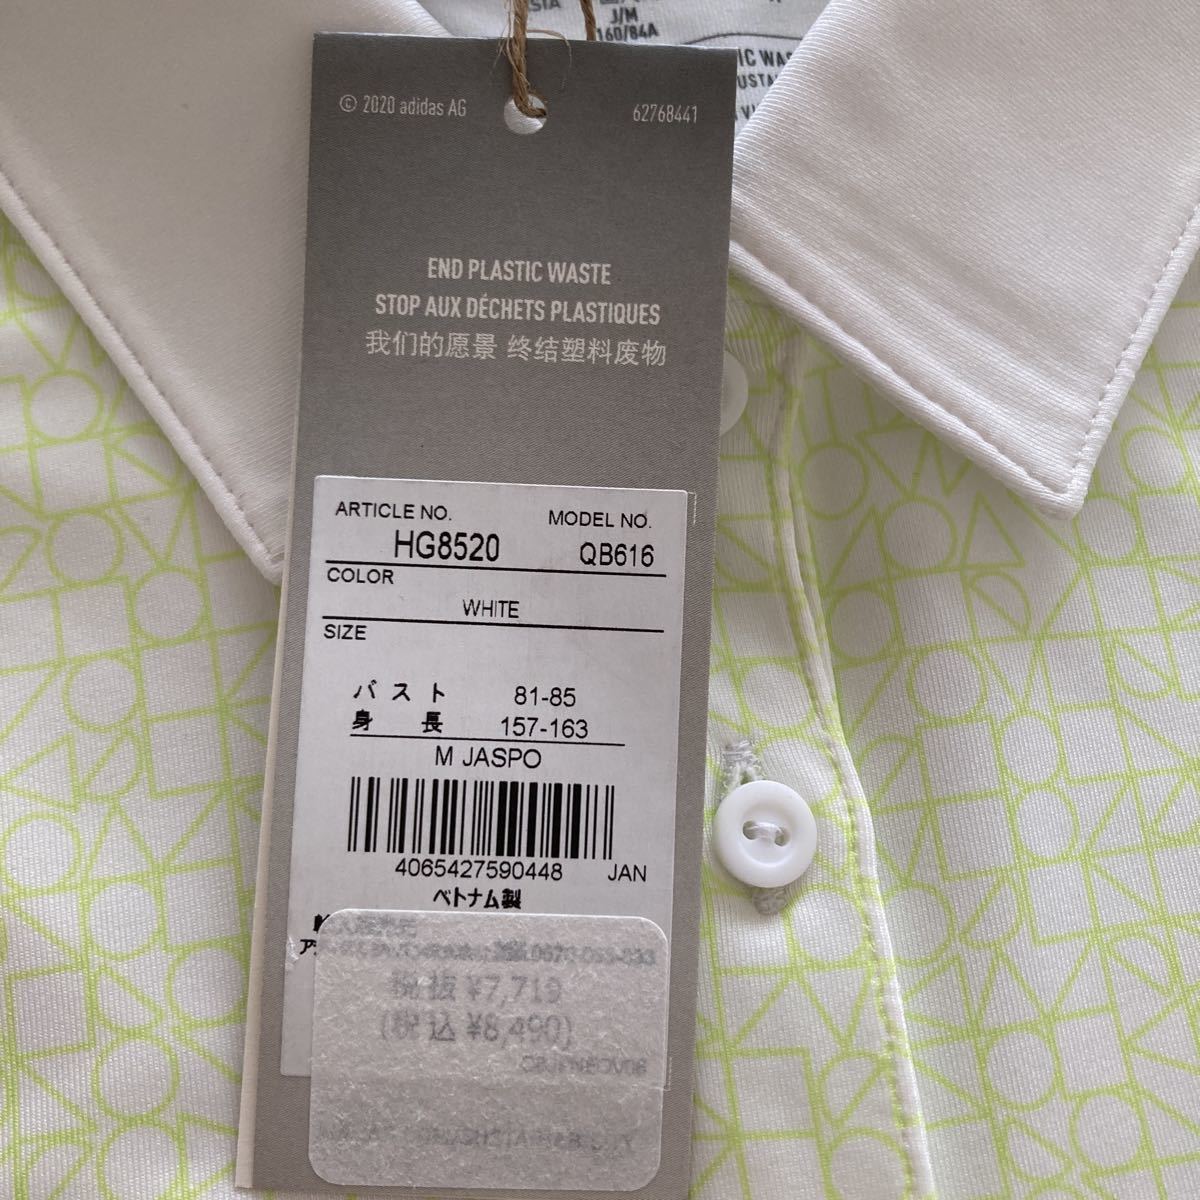 J/M
160/84A
© 2020 adidas AG 62768441
END PLASTIC WASTE
STOP AUX DÉCHETS PLASTIQUES
我们的愿景 终结塑料废物
ARTICLE NO. MODEL NO.
HG8520 QB616
COLOR
WHITE
SIZE
バスト 81-85
身長 157-163
M JASPO
4065427590448 JAN
ベトナム製
税抜 ¥7,719
(税込 ¥8,490)